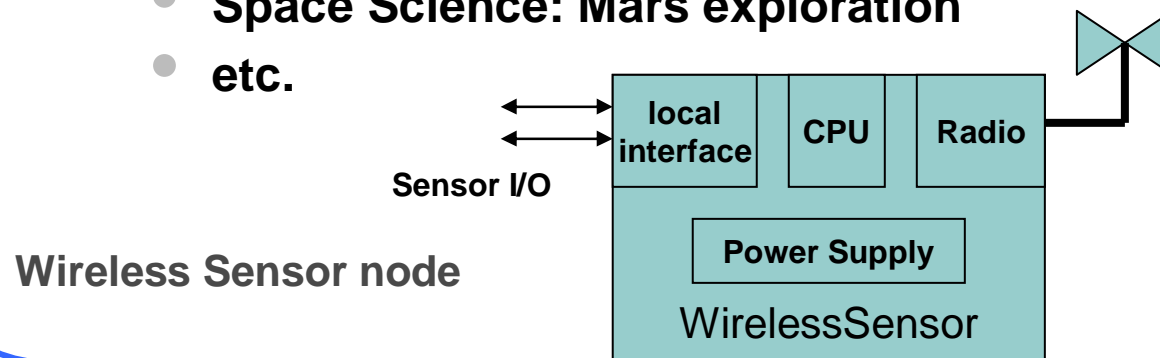 Space Science: Mars exploration
etc.
local
interface
CPU
Radio
Sensor I/O
Power Supply
Wireless Sensor node
WirelessSensor